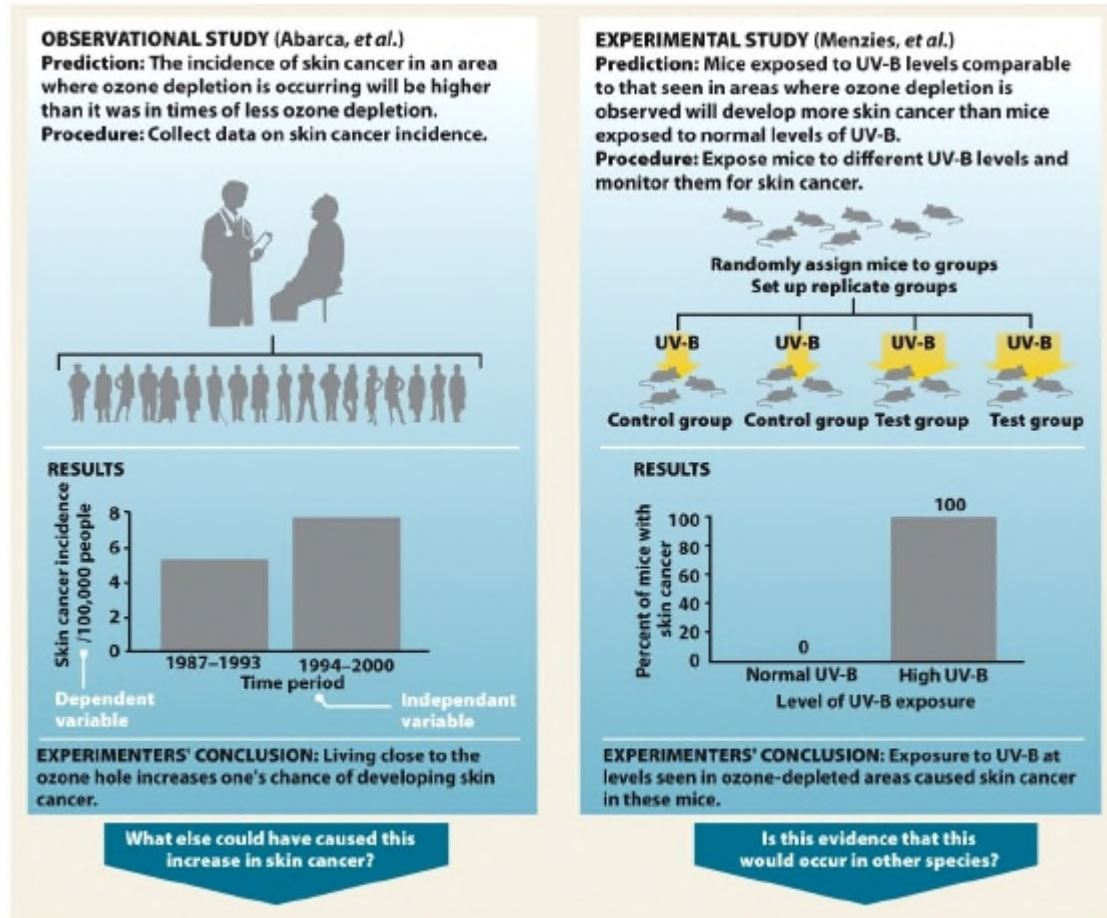 OBSERVATIONAL STUDY (Abarca, et al.)
Prediction: The incidence of skin cancer in an area
where ozone depletion is occurring will be higher
than it was in times of less ozone depletion.
Procedure: Collect data on skin cancer incidence.
RESULTS
Skin cancer incidence
/100,000 people
8
6
4
2
0
1987–1993
1994–2000
Time period
Dependent
variable
Independant
variable
EXPERIMENTERS' CONCLUSION: Living close to the
ozone hole increases one's chance of developing skin
cancer.
What else could have caused this
increase in skin cancer?
EXPERIMENTAL STUDY (Menzies, et al.)
Prediction: Mice exposed to UV-B levels comparable
to that seen in areas where ozone depletion is
observed will develop more skin cancer than mice
exposed to normal levels of UV-B.
Procedure: Expose mice to different UV-B levels and
monitor them for skin cancer.
Randomly assign mice to groups
Set up replicate groups
UV-B
UV-B
UV-B
UV-B
Control group
Control group
Test group
Test group
RESULTS
Percent of mice with
skin cancer
100
80
60
40
20
0
0
100
Normal UV-B
High UV-B
Level of UV-B exposure
EXPERIMENTERS' CONCLUSION: Exposure to UV-B at
levels seen in ozone-depleted areas caused skin cancer
in these mice.
Is this evidence that this
would occur in other species?